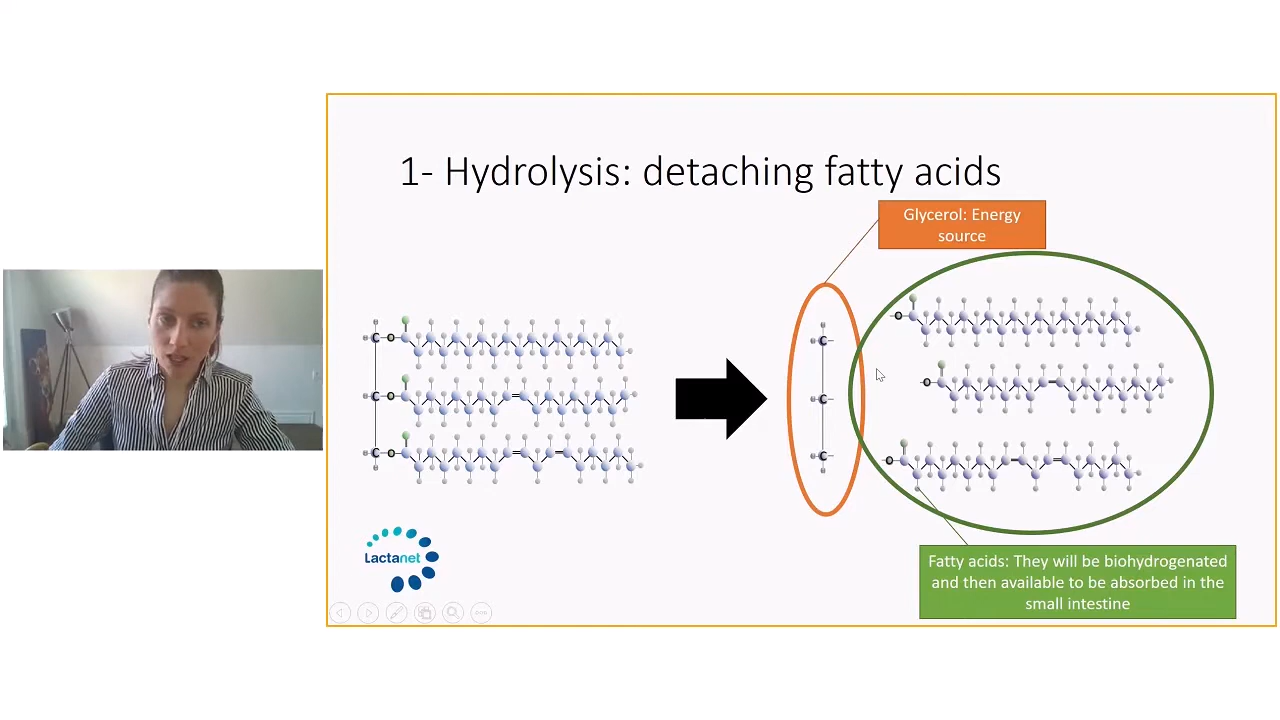 1- Hydrolysis: detaching fatty acids
Glycerol: Energy
source
H C O
H C O
H C O
H C
H C
H C
O
O
O
Lactanet
Fatty acids: They will be biohydrogenated
and then available to be absorbed in the
small intestine